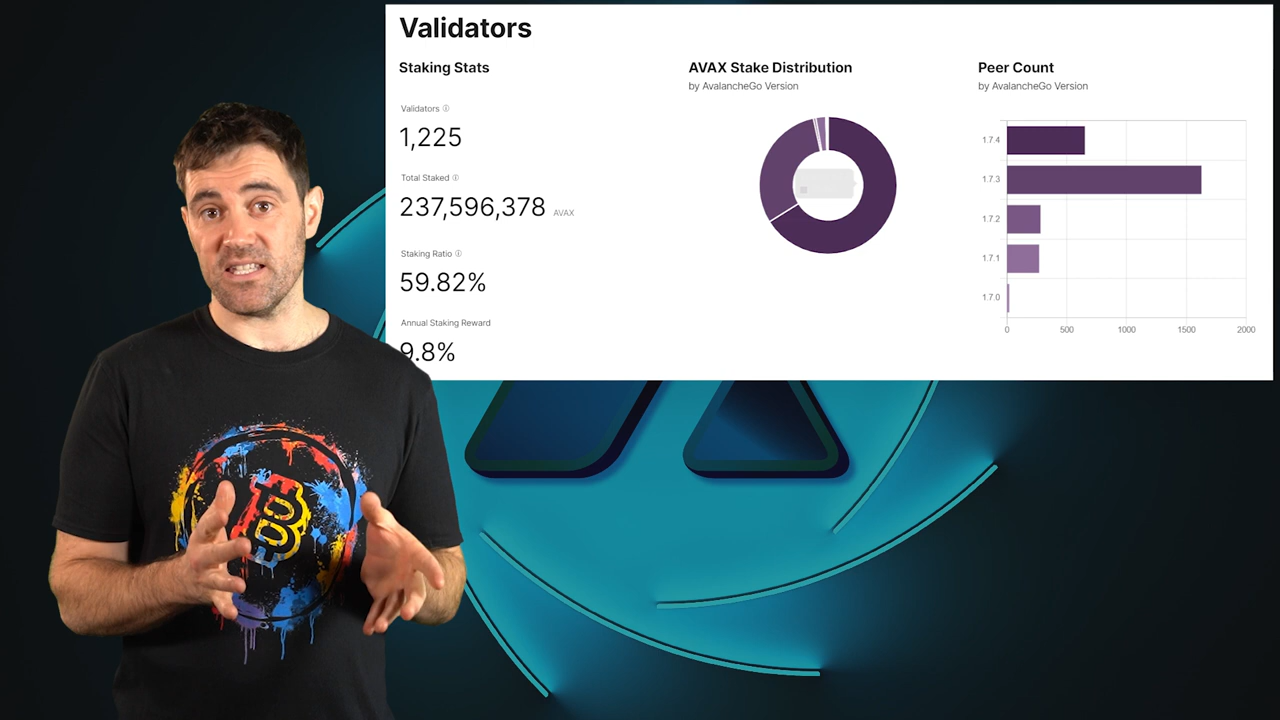 Validators
Staking Stats
Validators
1,225
Total Staked
237,596,378 AVAX
Staking Ratio
59.82%
Annual Staking Reward
9.8%
AVAX Stake Distribution
by AvalancheGo Version
Peer Count
by AvalancheGo Version
1.7.4
1.7.3
1.7.2
1.7.1
1.7.0
0 500 1000 1500 2000